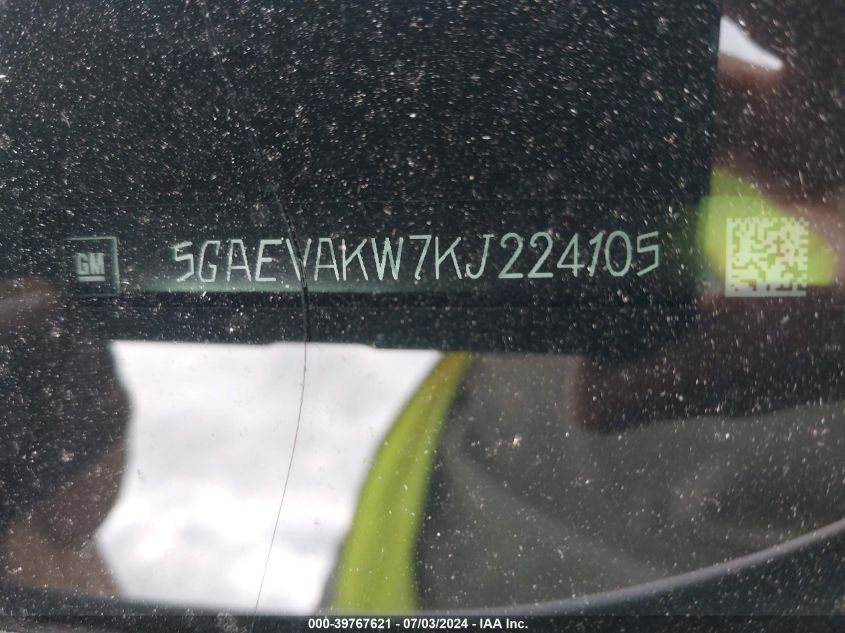 GM 5GAEVAKW7KJ224105
000-39767621 - 07/03/2024 - IAA Inc.